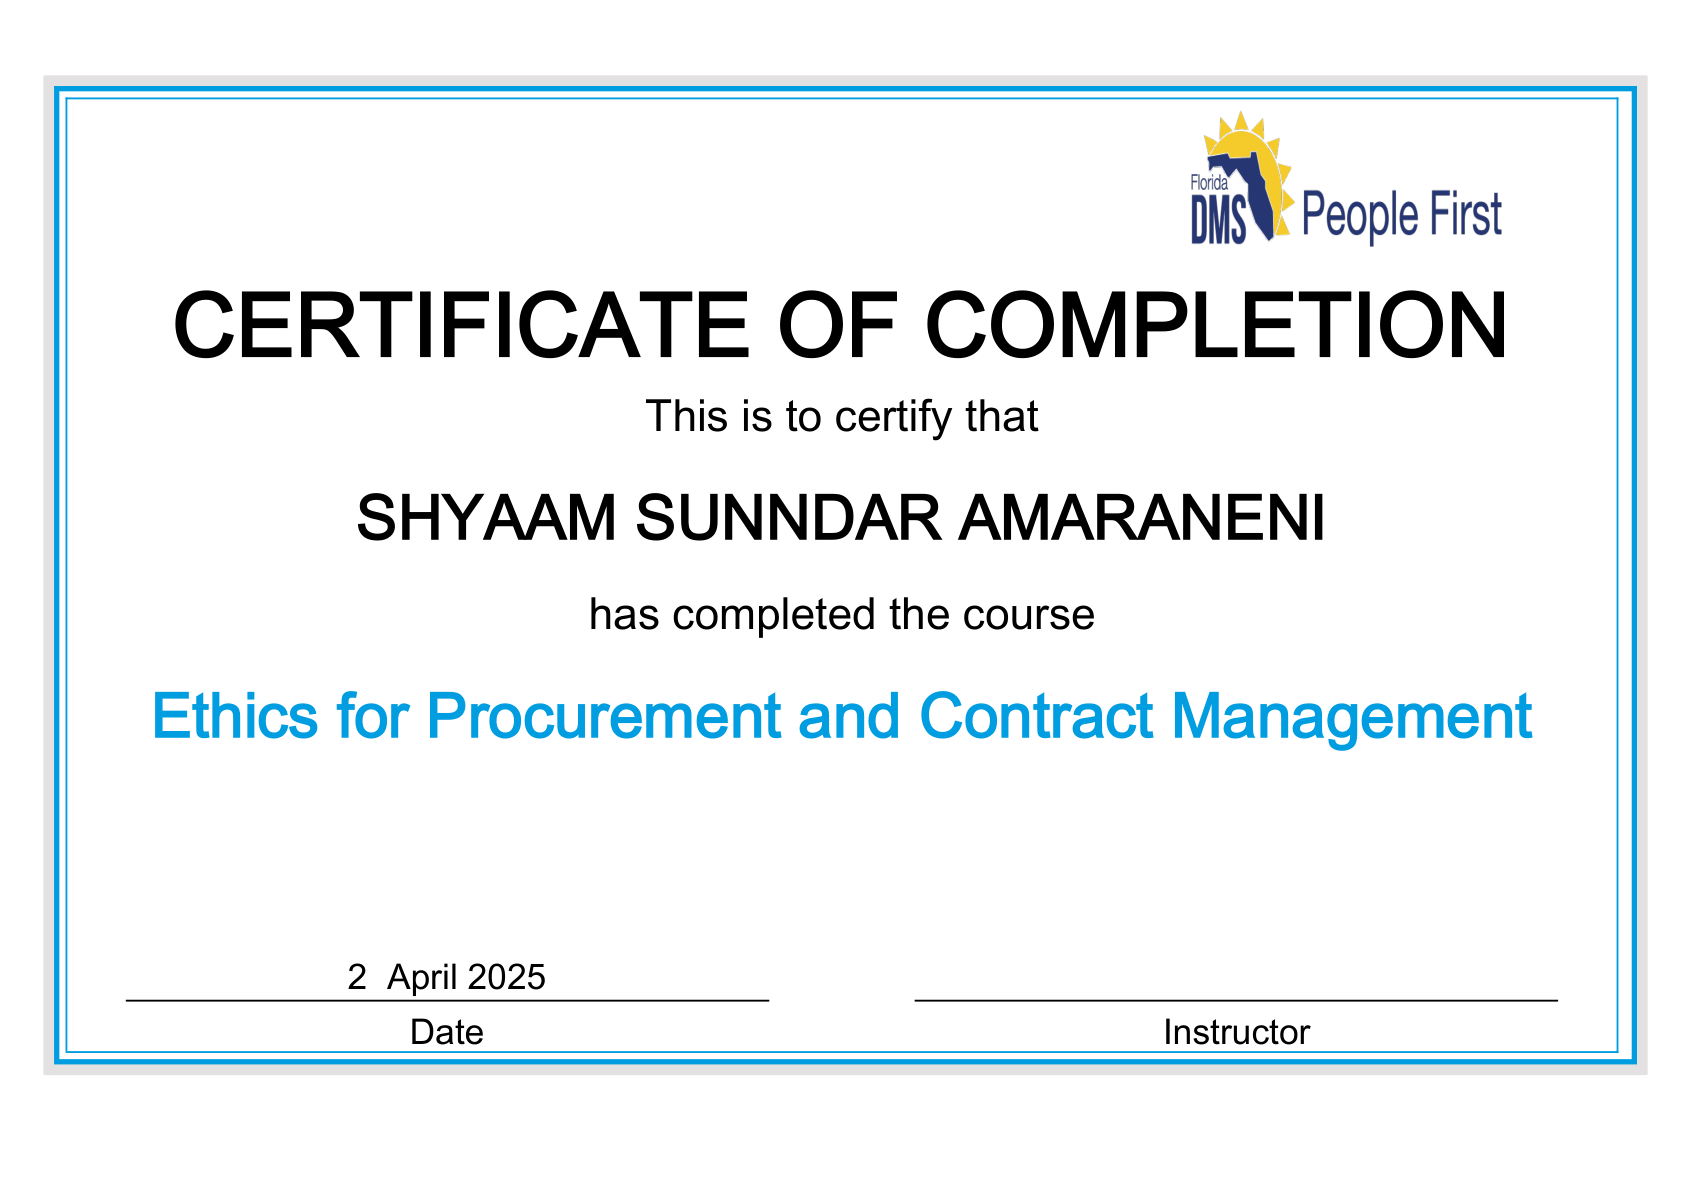 Florida
DMS People First
CERTIFICATE OF COMPLETION
This is to certify that
SHYAAM SUNNDAR AMARANENI
has completed the course
Ethics for Procurement and Contract Management
2  April 2025
Date
Instructor